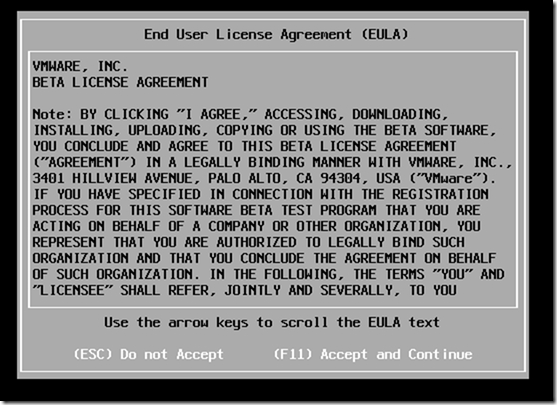 End User License Agreement (EULA)
VMWARE, INC.
BETA LICENSE AGREEMENT
Note: BY CLICKING "I AGREE," ACCESSING, DOWNLOADING,
INSTALLING, UPLOADING, COPYING OR USING THE BETA SOFTWARE,
YOU CONCLUDE AND AGREE TO THIS BETA LICENSE AGREEMENT
("AGREEMENT") IN A LEGALLY BINDING MANNER WITH VMWARE, INC.,
3401 HILLVIEW AVENUE, PALO ALTO, CA 94304, USA ("VMware").
IF YOU HAVE SPECIFIED IN CONNECTION WITH THE REGISTRATION
PROCESS FOR THIS SOFTWARE BETA TEST PROGRAM THAT YOU ARE
ACTING ON BEHALF OF A COMPANY OR OTHER ORGANIZATION, YOU
REPRESENT THAT YOU ARE AUTHORIZED TO LEGALLY BIND SUCH
ORGANIZATION AND THAT YOU CONCLUDE THE AGREEMENT ON BEHALF
OF SUCH ORGANIZATION. IN THE FOLLOWING, THE TERMS "YOU" AND
"LICENSEE" SHALL REFER, JOINTLY AND SEVERALLY, TO YOU
Use the arrow keys to scroll the EULA text
(ESC) Do not Accept (F11) Accept and Continue